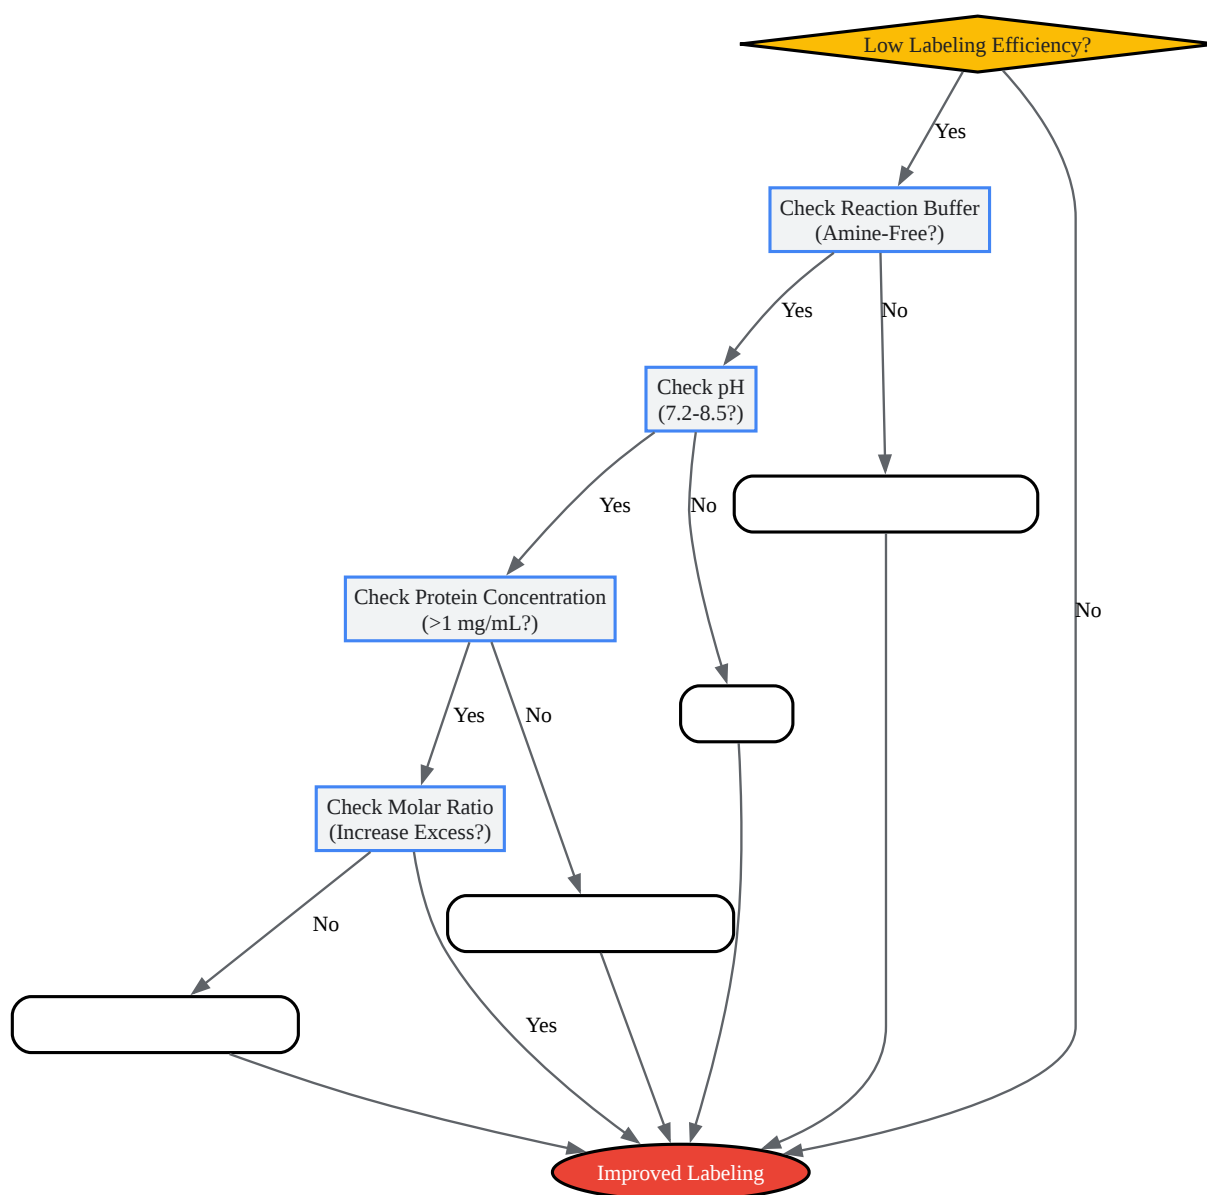 Low Labeling Efficiency?
Yes
Check Reaction Buffer
(Amine-Free?)
Yes
No
Check pH
(7.2-8.5?)
Yes
No
Check Protein Concentration
(>1 mg/mL?)
No
Yes
No
Check Molar Ratio
(Increase Excess?)
No
Yes
Improved Labeling